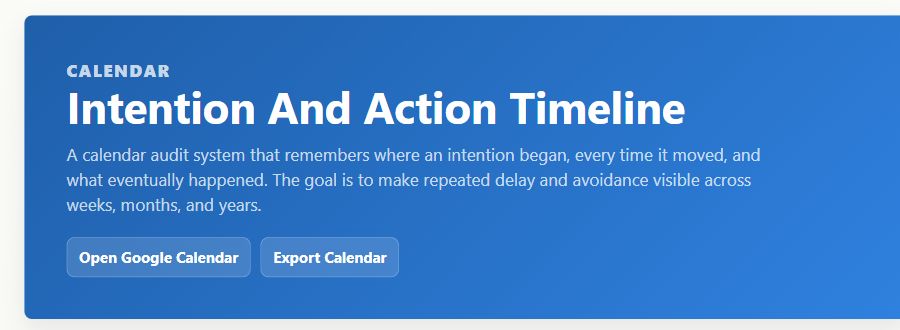 CALENDAR
Intention And Action Timeline
A calendar audit system that remembers where an intention began, every time it moved, and
what eventually happened. The goal is to make repeated delay and avoidance visible across
weeks, months, and years.
Open Google Calendar
Export Calendar